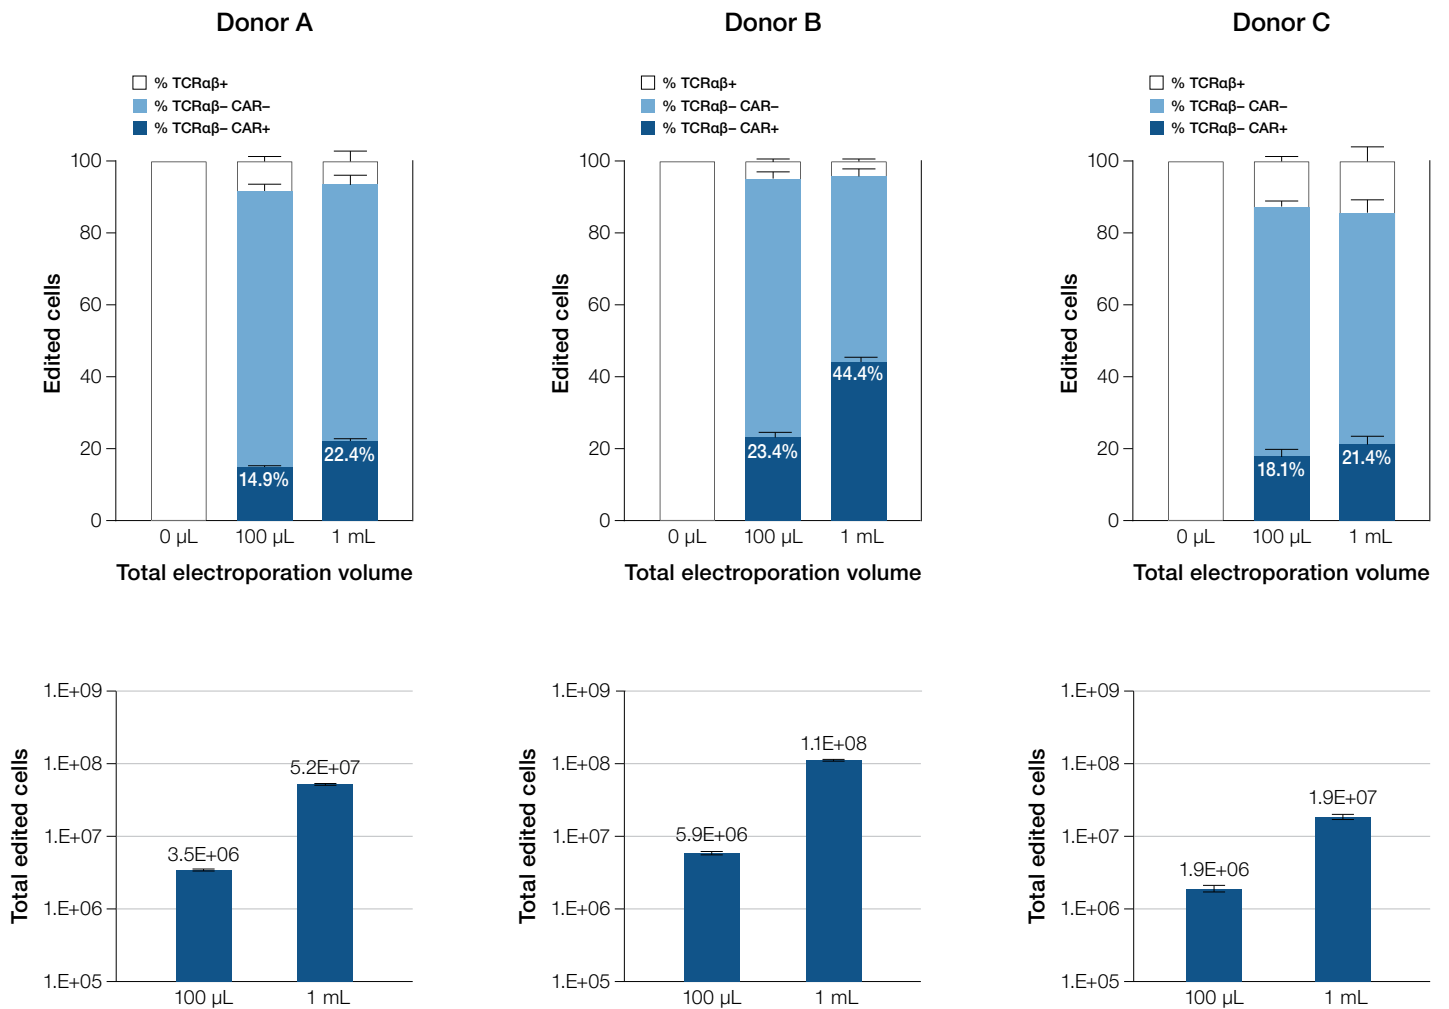 Donor A
% TCRαβ+
% TCRαβ– CAR–
% TCRαβ– CAR+
100
80
60
40
20
0
Edited cells
14.9%
22.4%
0 µL 100 µL 1 mL
Total electroporation volume
Donor B
% TCRαβ+
% TCRαβ– CAR–
% TCRαβ– CAR+
100
80
60
40
20
0
Edited cells
23.4%
44.4%
0 µL 100 µL 1 mL
Total electroporation volume
Donor C
% TCRαβ+
% TCRαβ– CAR–
% TCRαβ– CAR+
100
80
60
40
20
0
Edited cells
18.1%
21.4%
0 µL 100 µL 1 mL
Total electroporation volume
1.E+09
1.E+08
1.E+07
1.E+06
1.E+05
Total edited cells
3.5E+06
5.2E+07
100 µL 1 mL
1.E+09
1.E+08
1.E+07
1.E+06
1.E+05
Total edited cells
5.9E+06
1.1E+08
100 µL 1 mL
1.E+09
1.E+08
1.E+07
1.E+06
1.E+05
Total edited cells
1.9E+06
1.9E+07
100 µL 1 mL